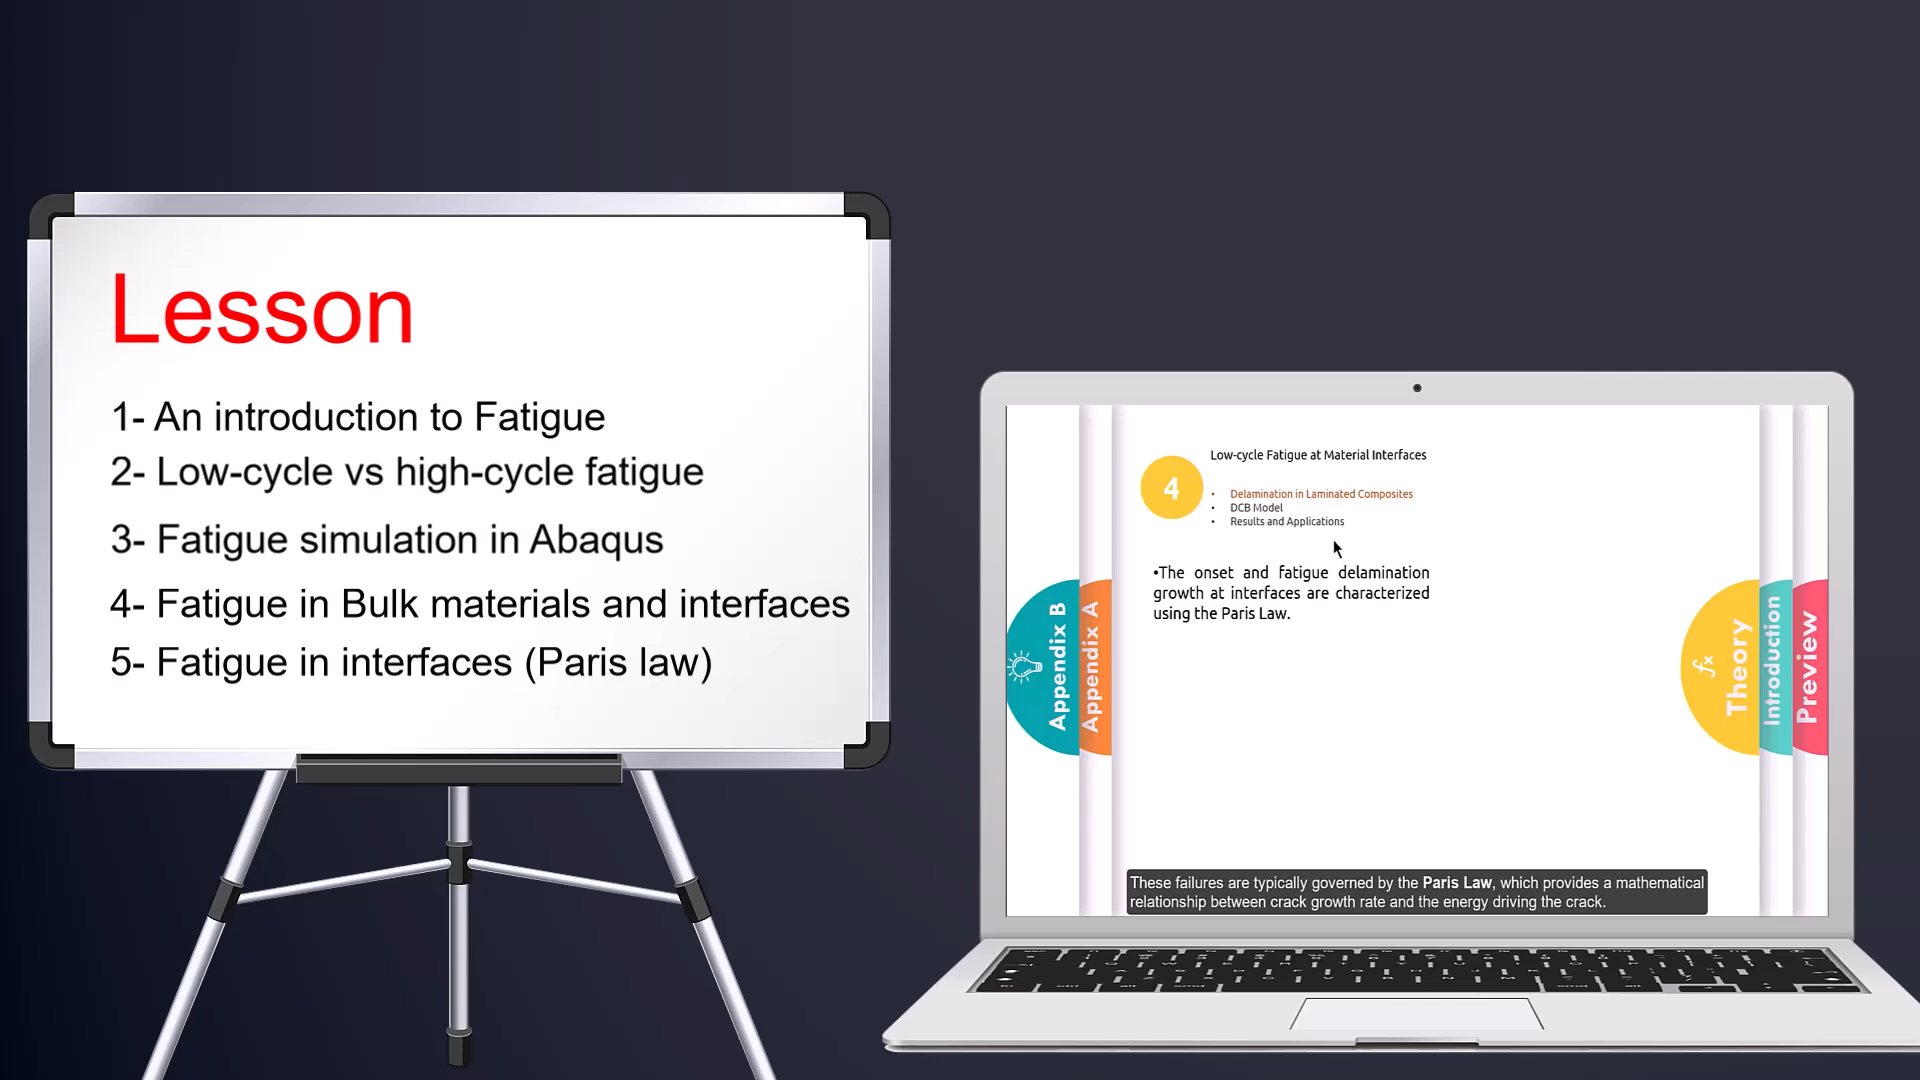 Lesson
1- An introduction to Fatigue
2- Low-cycle vs high-cycle fatigue
3- Fatigue simulation in Abaqus
4- Fatigue in Bulk materials and interfaces
5- Fatigue in interfaces (Paris law)
4
Low-cycle Fatigue at Material Interfaces
• Delamination in Laminated Composites
• DCB Model
• Results and Applications
•The onset and fatigue delamination
growth at interfaces are characterized
using the Paris Law.
Appendix B
Appendix A
fx
Theory
Introduction
Preview
These failures are typically governed by the Paris Law, which provides a mathematical
relationship between crack growth rate and the energy driving the crack.